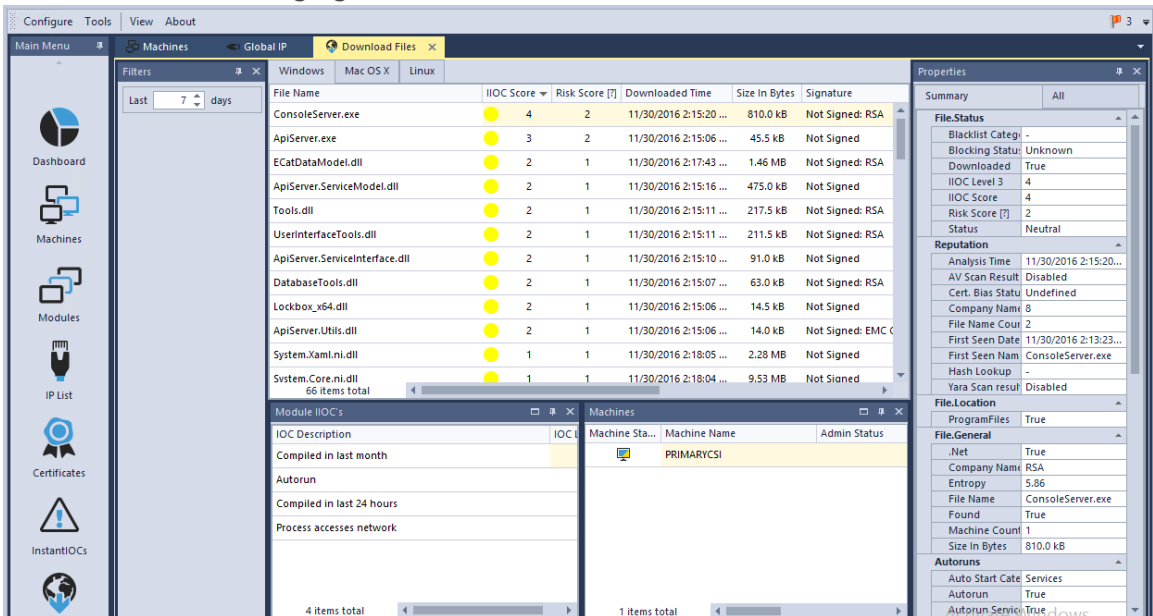 Configure Tools View About 3
Main Menu Machines Global IP Download Files
Filters
Last 7 days
Dashboard
Machines
Modules
IP List
Certificates
InstantIOCs
Windows Mac OS X Linux
File Name IIOC Score Risk Score [?] Downloaded Time Size In Bytes Signature
ConsoleServer.exe 4 2 11/30/2016 2:15:20 ... 810.0 kB Not Signed: RSA
ApiServer.exe 3 2 11/30/2016 2:15:06 ... 45.5 kB Not Signed
ECatDataModel.dll 2 1 11/30/2016 2:17:43 ... 1.46 MB Not Signed: RSA
ApiServer.ServiceModel.dll 2 1 11/30/2016 2:15:16 ... 475.0 kB Not Signed
Tools.dll 2 1 11/30/2016 2:15:11 ... 217.5 kB Not Signed: RSA
UserInterfaceTools.dll 2 1 11/30/2016 2:15:11 ... 211.5 kB Not Signed: RSA
ApiServer.ServiceInterface.dll 2 1 11/30/2016 2:15:10 ... 91.0 kB Not Signed
DatabaseTools.dll 2 1 11/30/2016 2:15:07 ... 63.0 kB Not Signed: RSA
Lockbox_x64.dll 2 1 11/30/2016 2:15:06 ... 14.5 kB Not Signed
ApiServer.Utils.dll 2 1 11/30/2016 2:15:06 ... 14.0 kB Not Signed: EMC
System.Xaml.ni.dll 1 1 11/30/2016 2:18:05 ... 2.28 MB Not Signed
System.Core.ni.dll 1 1 11/30/2016 2:18:04 ... 9.53 MB Not Signed
66 items total
Module IIOC's
IOC Description IOC L
Compiled in last month
Autorun
Compiled in last 24 hours
Process accesses network
4 items total
Machines
Machine Sta... Machine Name Admin Status
PRIMARYCSI
1 items total
Properties
Summary All
File.Status
Blacklist Catego -
Blocking Status Unknown
Downloaded True
IIOC Level 3 4
IIOC Score 4
Risk Score [?] 2
Status Neutral
Reputation
Analysis Time 11/30/2016 2:15:20...
AV Scan Result Disabled
Cert. Bias Statu Undefined
Company Name 8
File Name Coun 2
First Seen Date 11/30/2016 2:13:23...
First Seen Nam ConsoleServer.exe
Hash Lookup -
Yara Scan result Disabled
File.Location
ProgramFiles True
File.General
.Net True
Company Name RSA
Entropy 5.86
File Name ConsoleServer.exe
Found True
Machine Count 1
Size In Bytes 810.0 kB
Autoruns
Auto Start Cate Services
Autorun True
Autorun Servic True